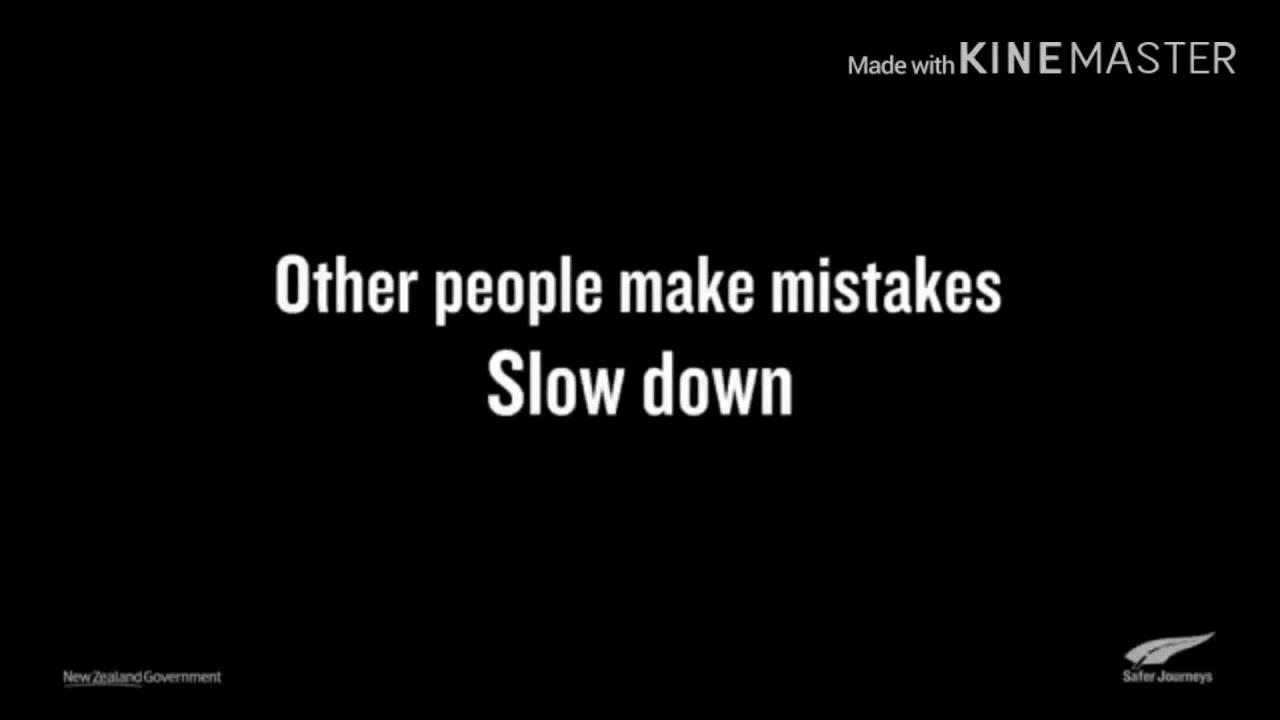 Made with KINEMASTER
Other people make mistakes
Slow down
New Zealand Government
Safer Journeys